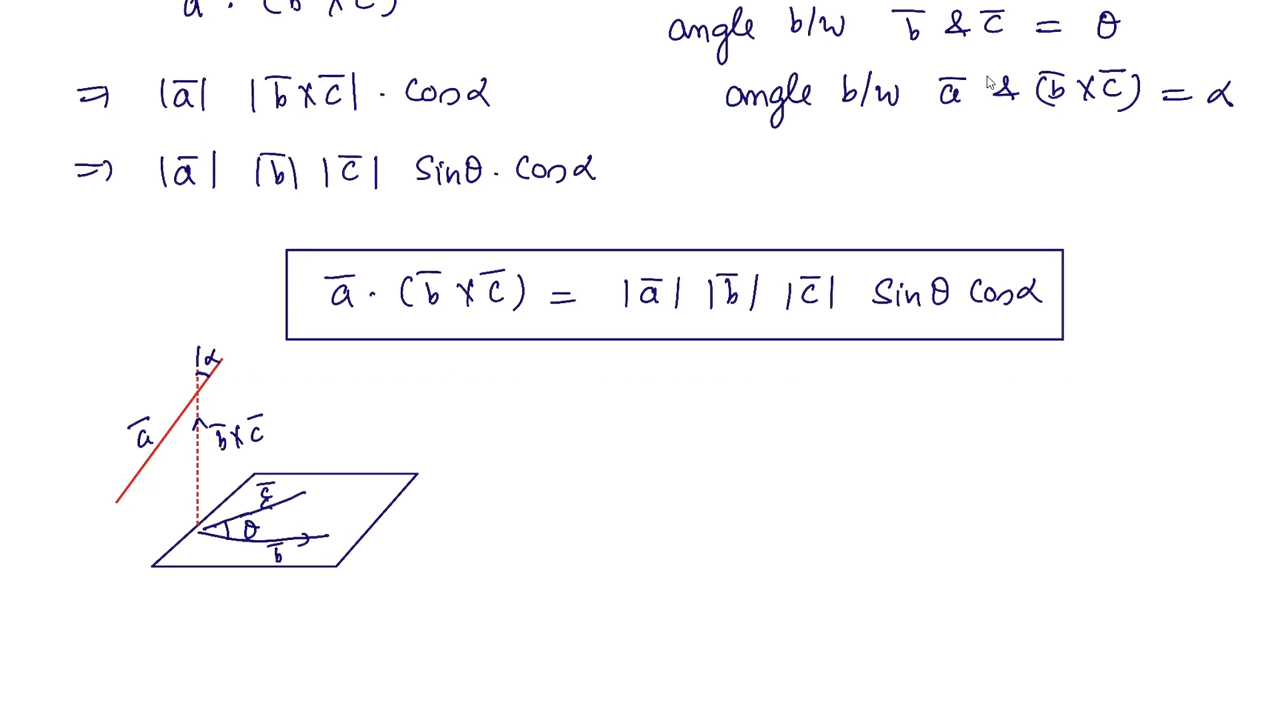 a̅ · (b̅ × c̅)
angle b/w b̅ & c̅ = θ
⇒ |a̅| |b̅×c̅| · cosα
angle b/w a̅ & (b̅ × c̅) = α
⇒ |a̅| |b̅| |c̅| Sinθ · cosα
a̅ · (b̅ × c̅) = |a̅| |b̅| |c̅| Sinθ cosα
α
a̅
b̅×c̅
c̅
θ
b̅